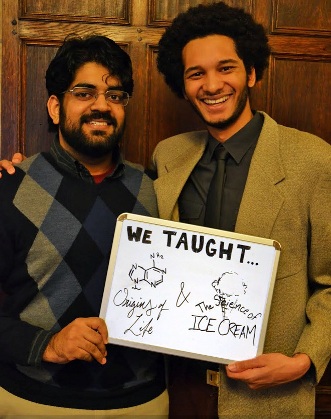 WE TAUGHT...
NH₂
N N
N N
H
Origins of Life
&
The Science of
ICE CREAM